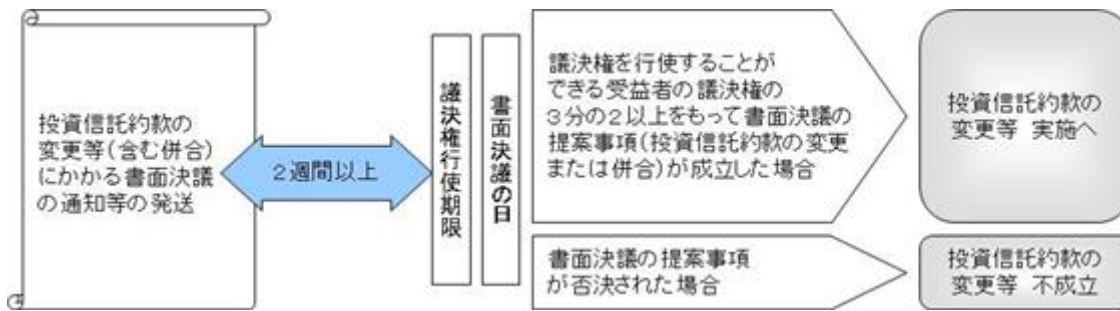 投資信託約款の
変更等(含む併合)
にかかる書面決議
の通知等の発送
2週間以上
議決権行使期限
書面決議の日
議決権を行使することが
できる受益者の議決権の
3分の2以上をもって書面決議の
提案事項(投資信託約款の変更
または併合)が成立した場合
投資信託約款の
変更等 実施へ
書面決議の提案事項
が否決された場合
投資信託約款の
変更等 不成立